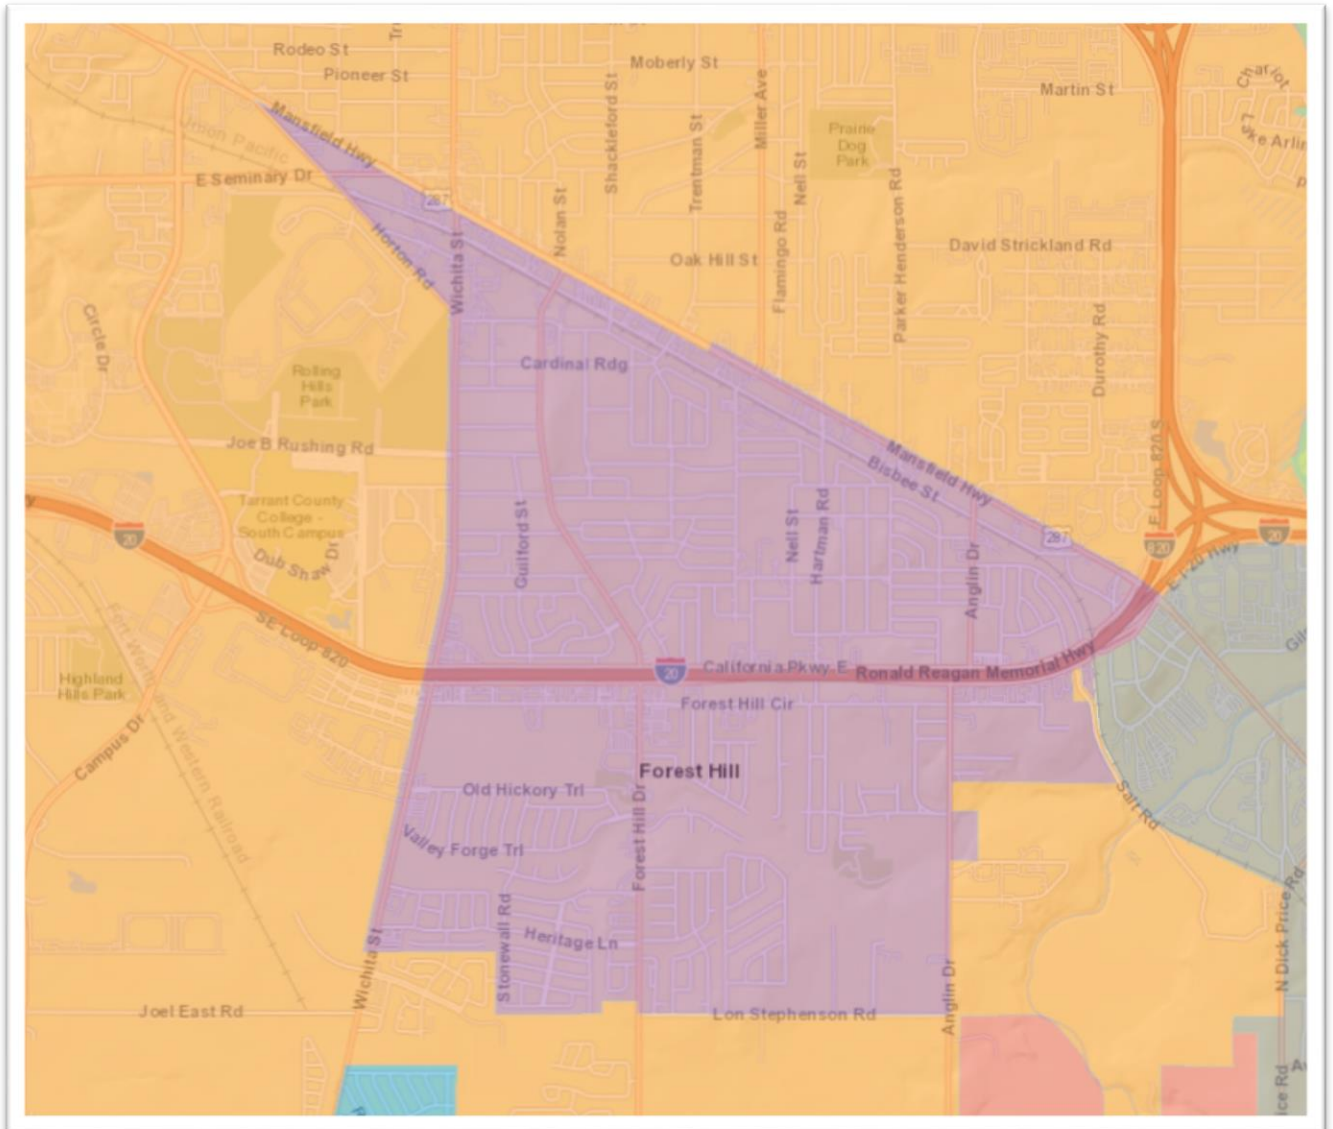 Rodeo St
Pioneer St
Moberly St
Martin St
Chariot
Mansfield Hwy
Union Pacific
E Seminary Dr
Shackleford St
Trentman St
Miller Ave
Prairie
Dog
Park
Nell St
287
Horton Rd
Wichita St
Nolan St
Oak Hill St
Flamingo Rd
Parker Henderson Rd
David Strickland Rd
Durothy Rd
Circle Dr
Rolling
Hills
Park
Cardinal Rdg
Joe B Rushing Rd
Mansfield Hwy
Bisbee St
E Loop 820 S
Tarrant County
College -
South Campus
Dub Shaw Dr
20
Guilford St
Nell St
Hartman Rd
Anglin Dr
287
820
20
E I-20 Hwy
SE Loop 820
Fort Worth and Western Railroad
Highland
Hills Park
Campus Dr
20
California Pkwy E
Ronald Reagan Memorial Hwy
Forest Hill Cir
Forest Hill
Old Hickory Trl
Valley Forge Trl
Forest Hill Dr
Salt Rd
Stonewall Rd
Heritage Ln
Wichita St
Joel East Rd
Lon Stephenson Rd
Anglin Dr
N Dick Price Rd